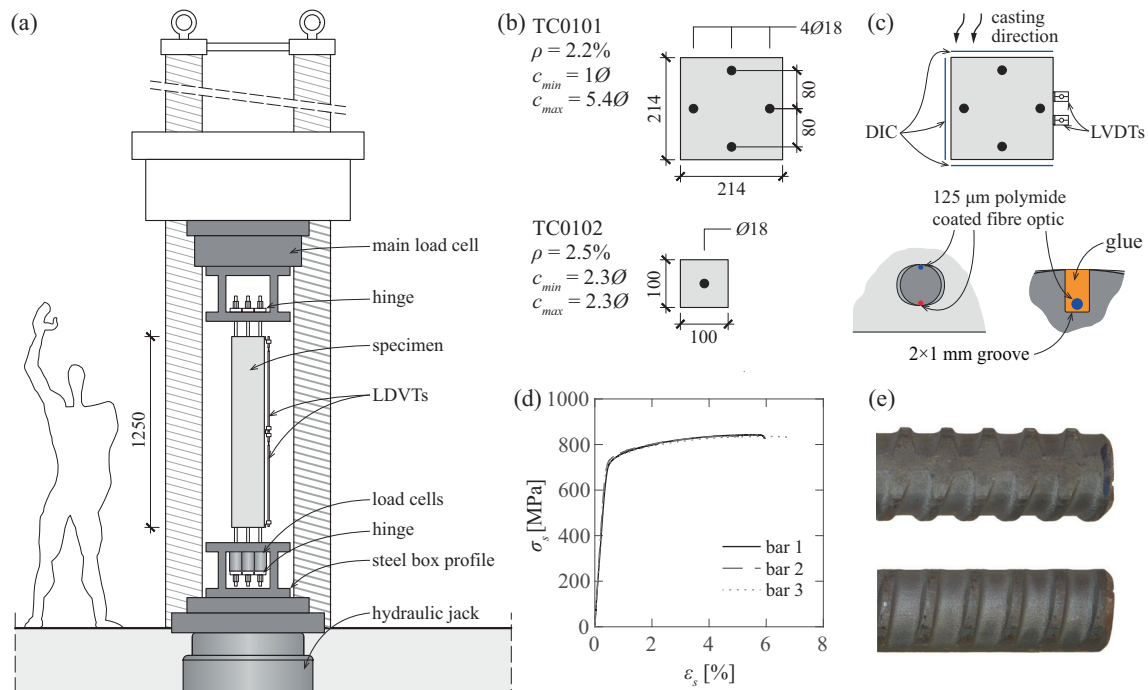 (a)
main load cell
hinge
specimen
LDVTs
1250
load cells
hinge
steel box profile
hydraulic jack
(b)
TC0101
ρ = 2.2%
c_min = 1Ø
c_max = 5.4Ø
4Ø18
214
80
80
214
TC0102
ρ = 2.5%
c_min = 2.3Ø
c_max = 2.3Ø
Ø18
100
100
(c)
casting
direction
DIC
LVDTs
125 μm polymide
coated fibre optic
glue
2×1 mm groove
(d)
1000
800
600
400
200
0
0 2 4 6 8
σ_s [MPa]
ε_s [%]
bar 1
bar 2
bar 3
(e)